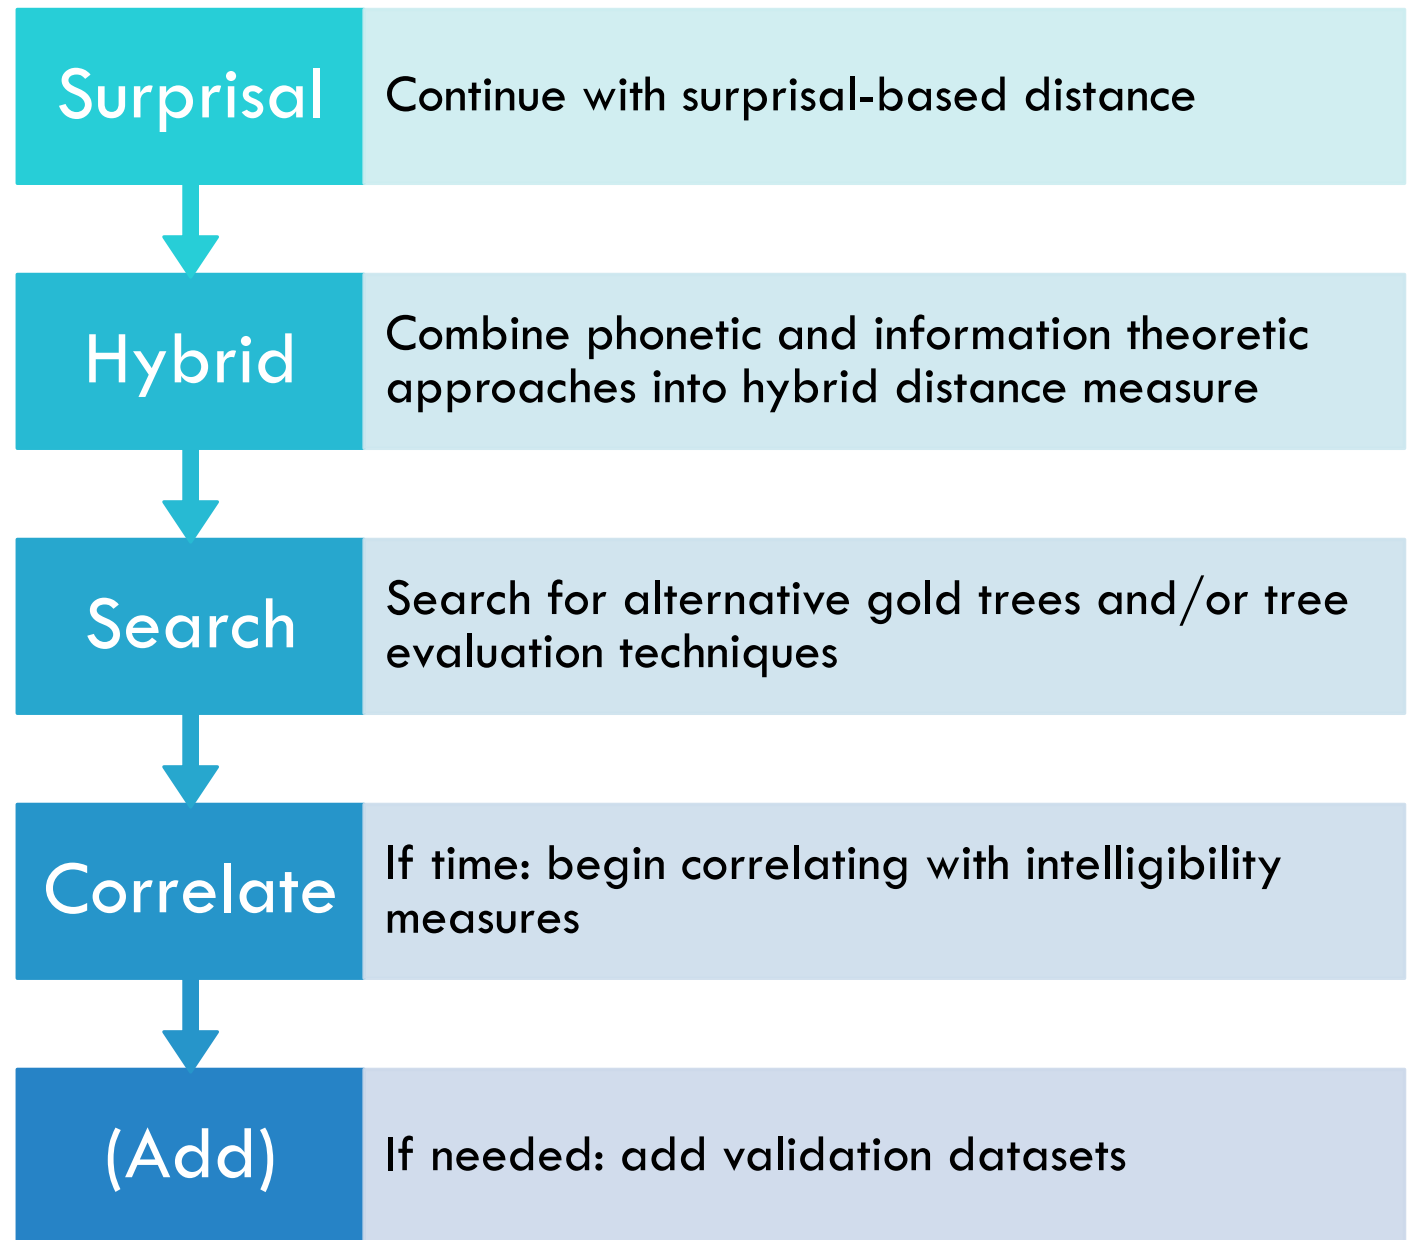 Surprisal
Continue with surprisal-based distance
Hybrid
Combine phonetic and information theoretic
approaches into hybrid distance measure
Search
Search for alternative gold trees and/or tree
evaluation techniques
Correlate
If time: begin correlating with intelligibility
measures
(Add)
If needed: add validation datasets